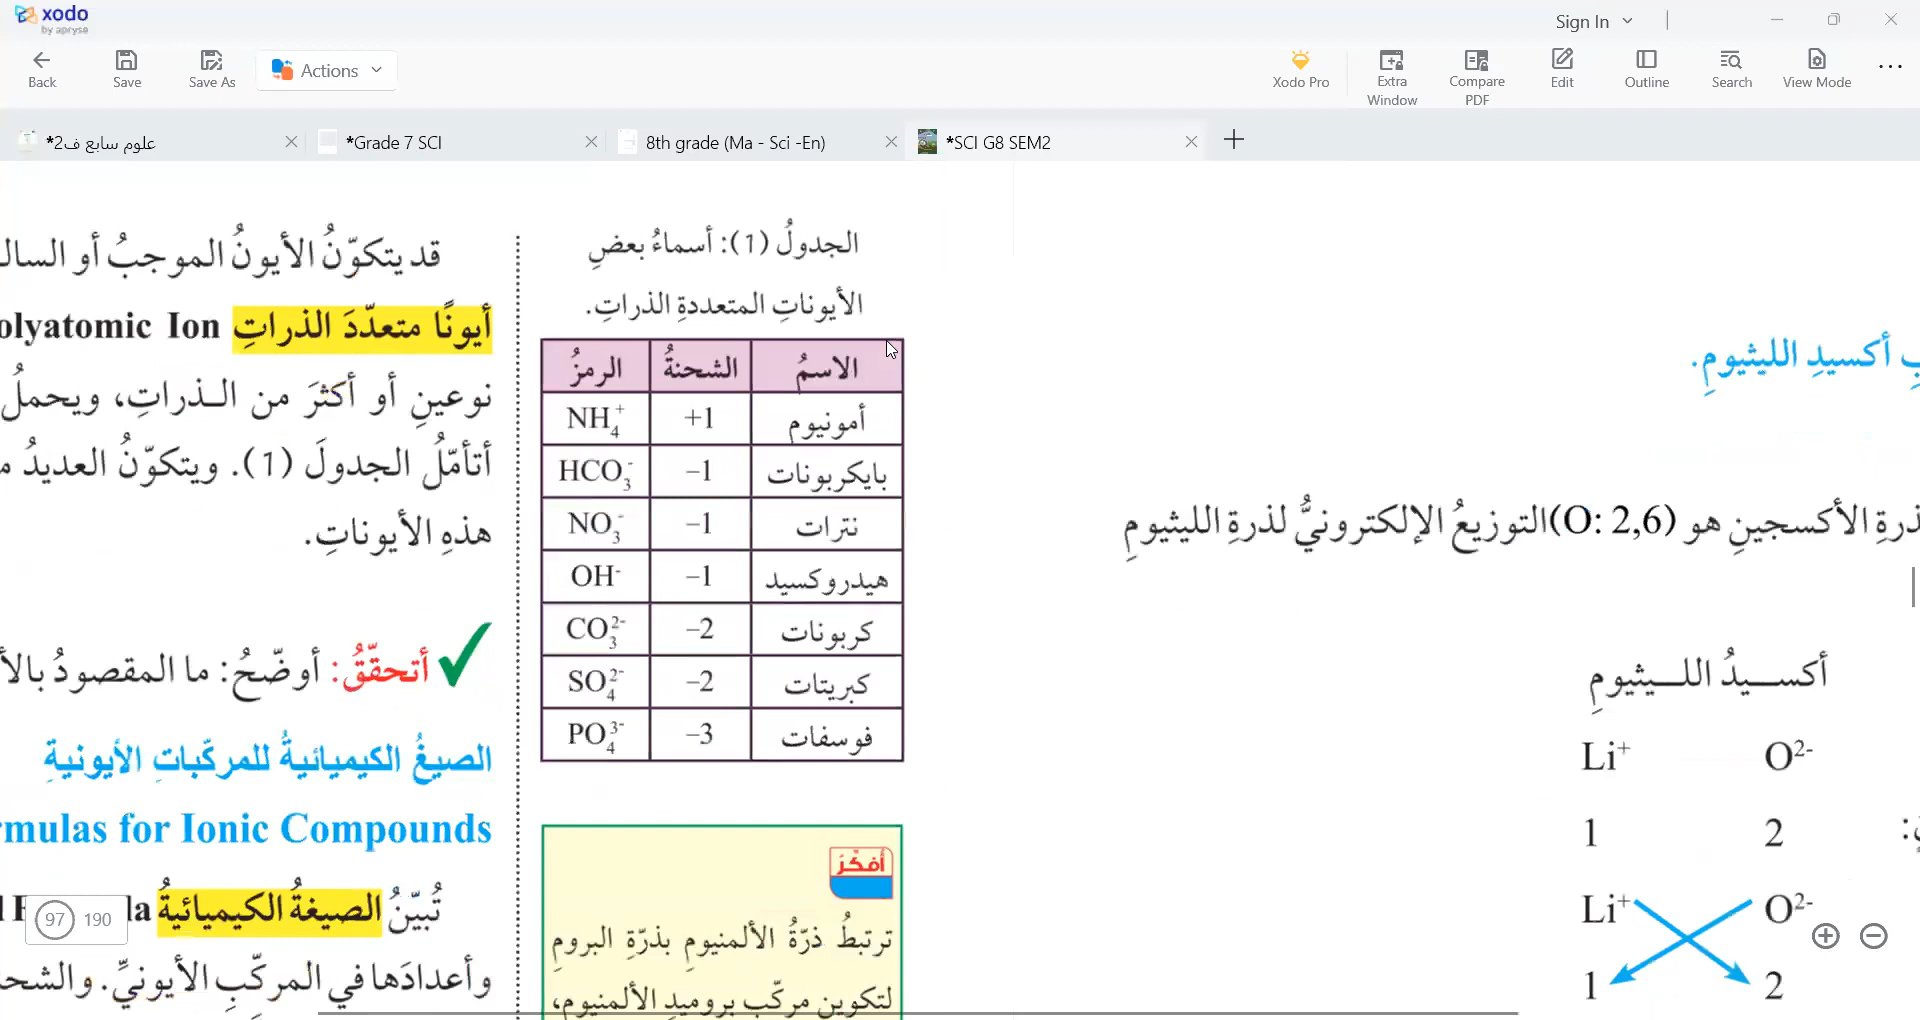 xodo
by apryse
Sign In
Back
Save
Save As
Actions
Xodo Pro
Extra Window
Compare PDF
Edit
Outline
Search
View Mode
*علوم سابع ف2
*Grade 7 SCI
8th grade (Ma - Sci -En)
*SCI G8 SEM2
الجدولُ (1): أسماءُ بعضِ
الأيوناتِ المتعددةِ الذراتِ.
الاسمُ الشحنةُ الرمزُ
أمونيوم +1 NH₄⁺
بايكربونات –1 HCO₃⁻
نترات –1 NO₃⁻
هيدروكسيد –1 OH⁻
كربونات –2 CO₃²⁻
كبريتات –2 SO₄²⁻
فوسفات –3 PO₄³⁻
أفكّرَ
ترتبطُ ذرّةُ الألمنيومِ بذرّةِ البرومِ
لتكوينِ مركّبِ بروميدِ الألمنيومِ،
قد يتكوّنُ الأيونُ الموجبُ أو
أيونًا متعدّدَ الذراتِ Ion
نوعينِ أو أكثرَ من الذراتِ، ويحملُ
أتأمّلُ الجدولَ (1). ويتكوّنُ العديدُ
هذهِ الأيوناتِ.
أتحقّقُ: أوضّحُ: ما المقصودُ
الصيغُ الكيميائيةُ للمركّباتِ الأيونيةِ
for Ionic Compounds
تُبيّنُ الصيغةُ الكيميائيةُ
وأعدادَها في المركّبِ الأيونيِّ.
97 190
أكسيدِ الليثيومِ.
الأكسجينِ هو (O: 2,6)التوزيعُ الإلكترونيُّ لذرةِ الليثيومِ
أكسيدُ الليثيومِ
Li⁺ O²⁻
1 2
Li⁺ O²⁻
1 2